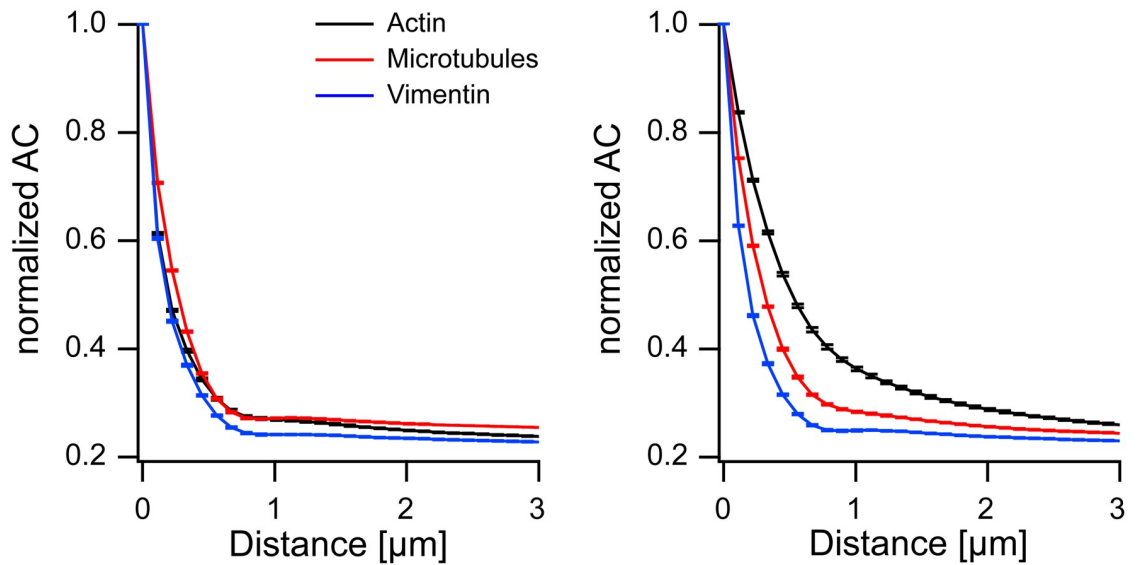 1.0
0.8
0.6
0.4
0.2
normalized AC
0 1 2 3
Distance [µm]
Actin
Microtubules
Vimentin
1.0
0.8
0.6
0.4
0.2
normalized AC
0 1 2 3
Distance [µm]